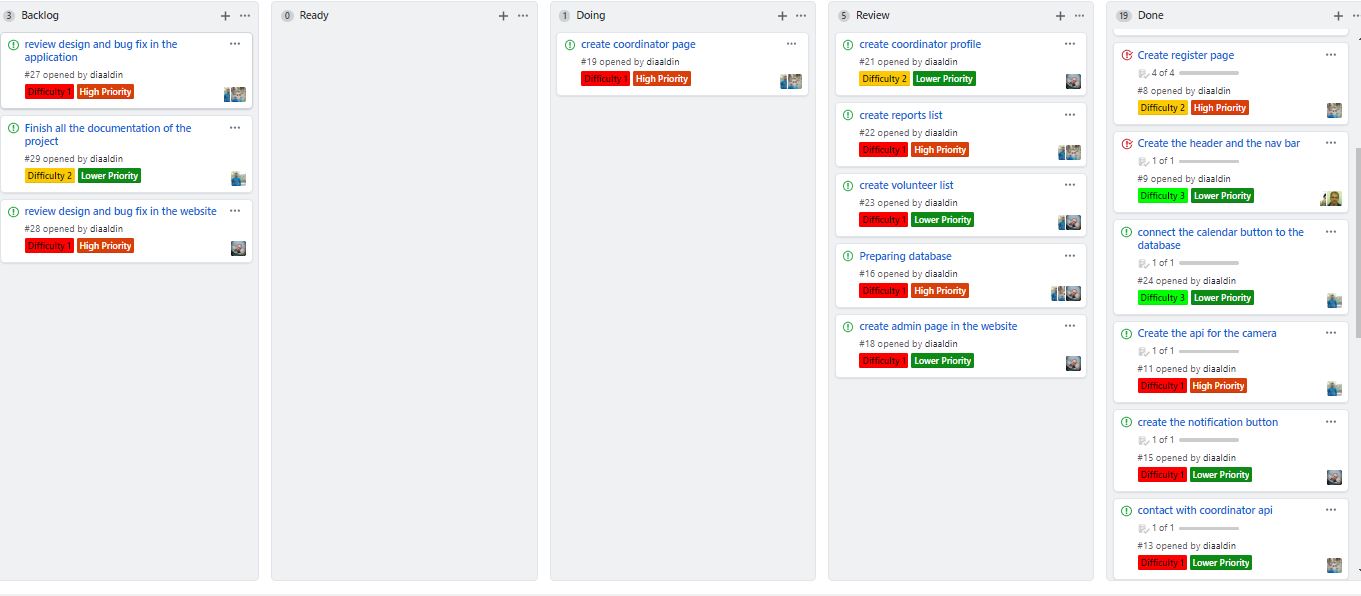 3 Backlog
review design and bug fix in the
application
#27 opened by diaaldin
Difficulty 1 High Priority
Finish all the documentation of the
project
#29 opened by diaaldin
Difficulty 2 Lower Priority
review design and bug fix in the website
#28 opened by diaaldin
Difficulty 1 High Priority
0 Ready
1 Doing
create coordinator page
#19 opened by diaaldin
Difficulty 1 High Priority
5 Review
create coordinator profile
#21 opened by diaaldin
Difficulty 2 Lower Priority
create reports list
#22 opened by diaaldin
Difficulty 1 High Priority
create volunteer list
#23 opened by diaaldin
Difficulty 1 Lower Priority
Preparing database
#16 opened by diaaldin
Difficulty 1 High Priority
create admin page in the website
#18 opened by diaaldin
Difficulty 1 Lower Priority
19 Done
Create register page
4 of 4
#8 opened by diaaldin
Difficulty 2 High Priority
Create the header and the nav bar
1 of 1
#9 opened by diaaldin
Difficulty 3 Lower Priority
connect the calendar button to the
database
1 of 1
#24 opened by diaaldin
Difficulty 3 Lower Priority
Create the api for the camera
1 of 1
#11 opened by diaaldin
Difficulty 1 High Priority
create the notification button
1 of 1
#15 opened by diaaldin
Difficulty 1 Lower Priority
contact with coordinator api
1 of 1
#13 opened by diaaldin
Difficulty 1 Lower Priority